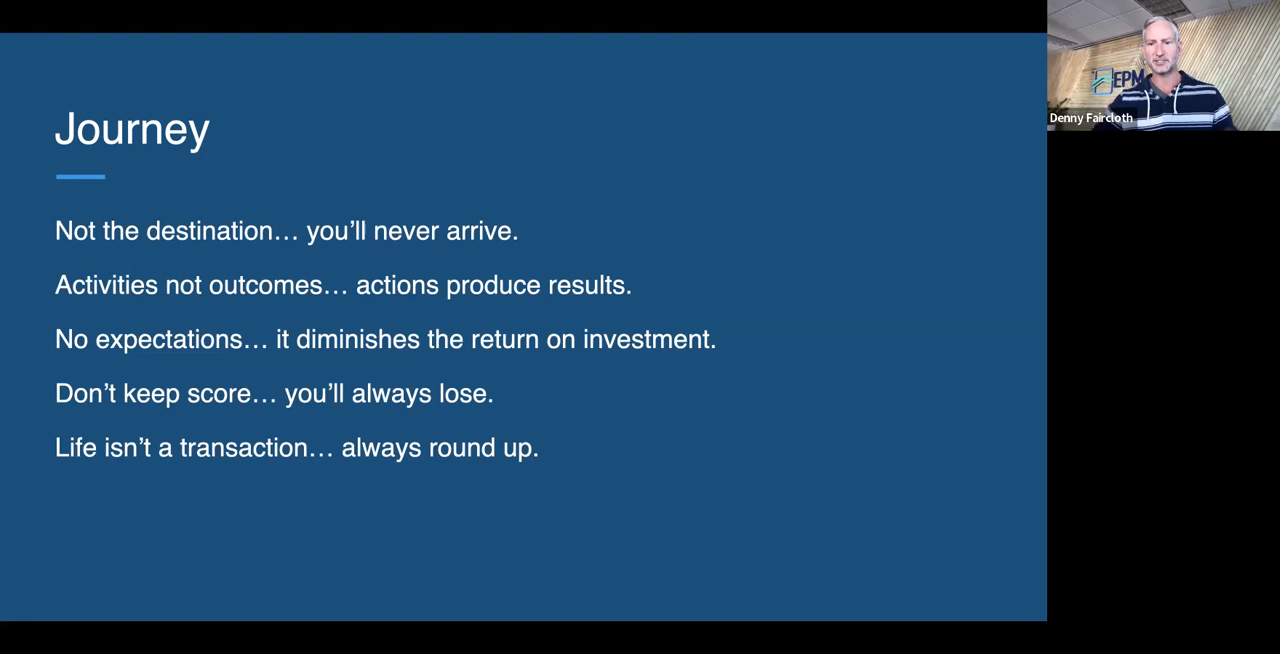 Journey
Not the destination… you’ll never arrive.
Activities not outcomes… actions produce results.
No expectations… it diminishes the return on investment.
Don’t keep score… you’ll always lose.
Life isn’t a transaction… always round up.
EPM
Denny Faircloth